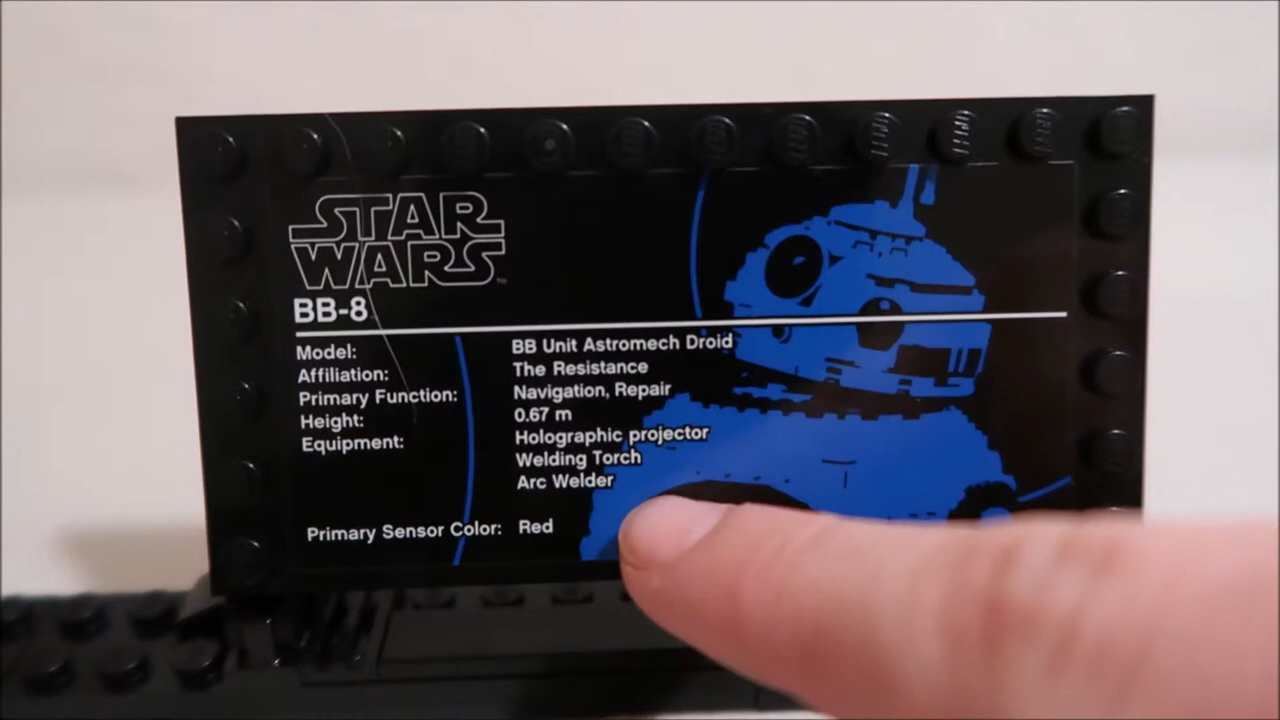 STAR
WARS™
BB-8
Model: BB Unit Astromech Droid
Affiliation: The Resistance
Primary Function: Navigation, Repair
Height: 0.67 m
Equipment: Holographic projector
Welding Torch
Arc Welder
Primary Sensor Color: Red